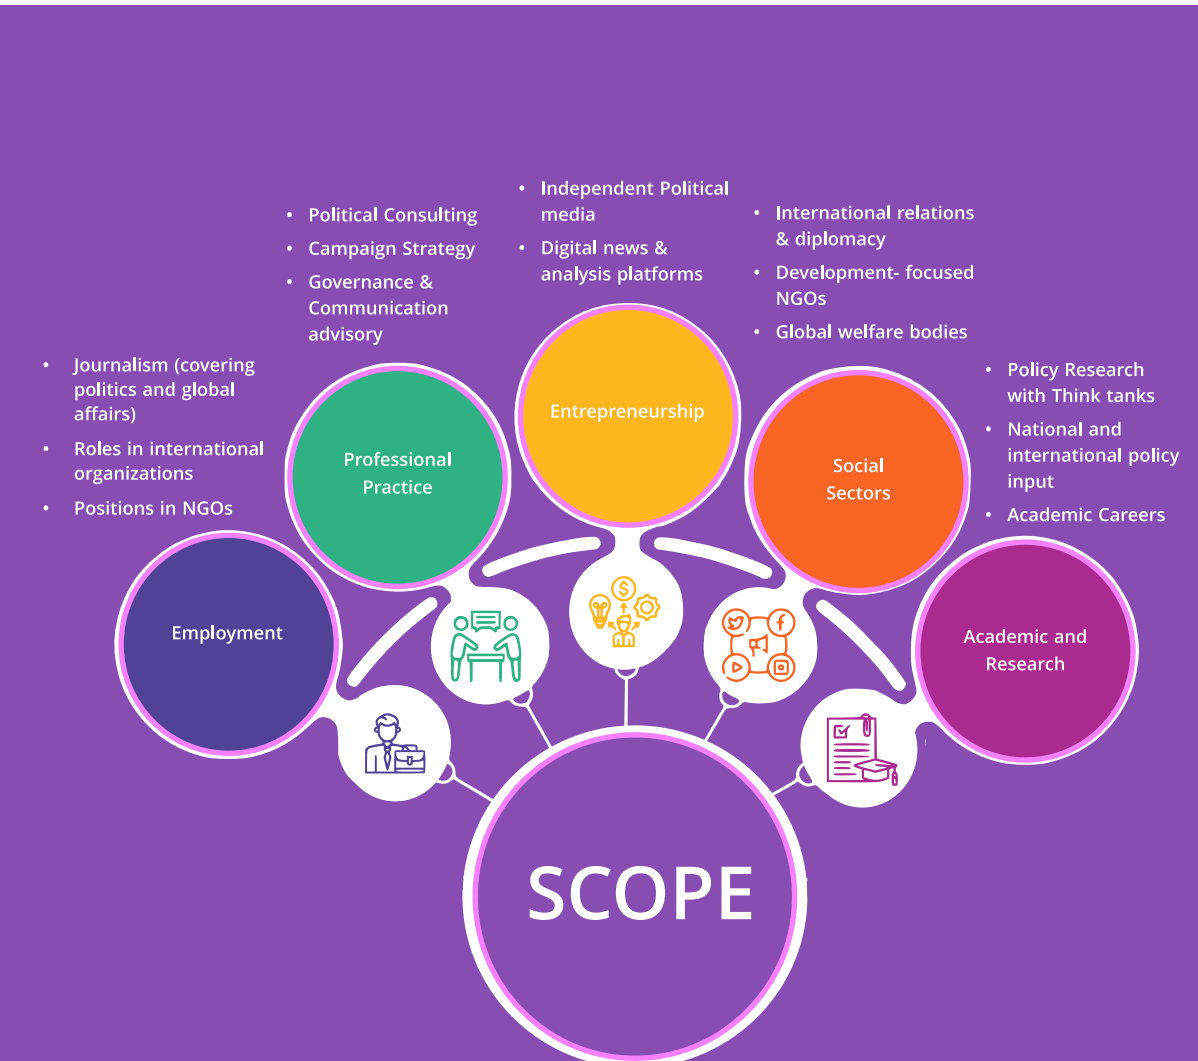 • Journalism (covering
politics and global
affairs)
• Roles in international
organizations
• Positions in NGOs
Employment
• Political Consulting
• Campaign Strategy
• Governance &
Communication
advisory
Professional
Practice
• Independent Political
media
• Digital news &
analysis platforms
Entrepreneurship
• International relations
& diplomacy
• Development- focused
NGOs
• Global welfare bodies
Social
Sectors
• Policy Research
with Think tanks
• National and
international policy
input
• Academic Careers
Academic and
Research
SCOPE